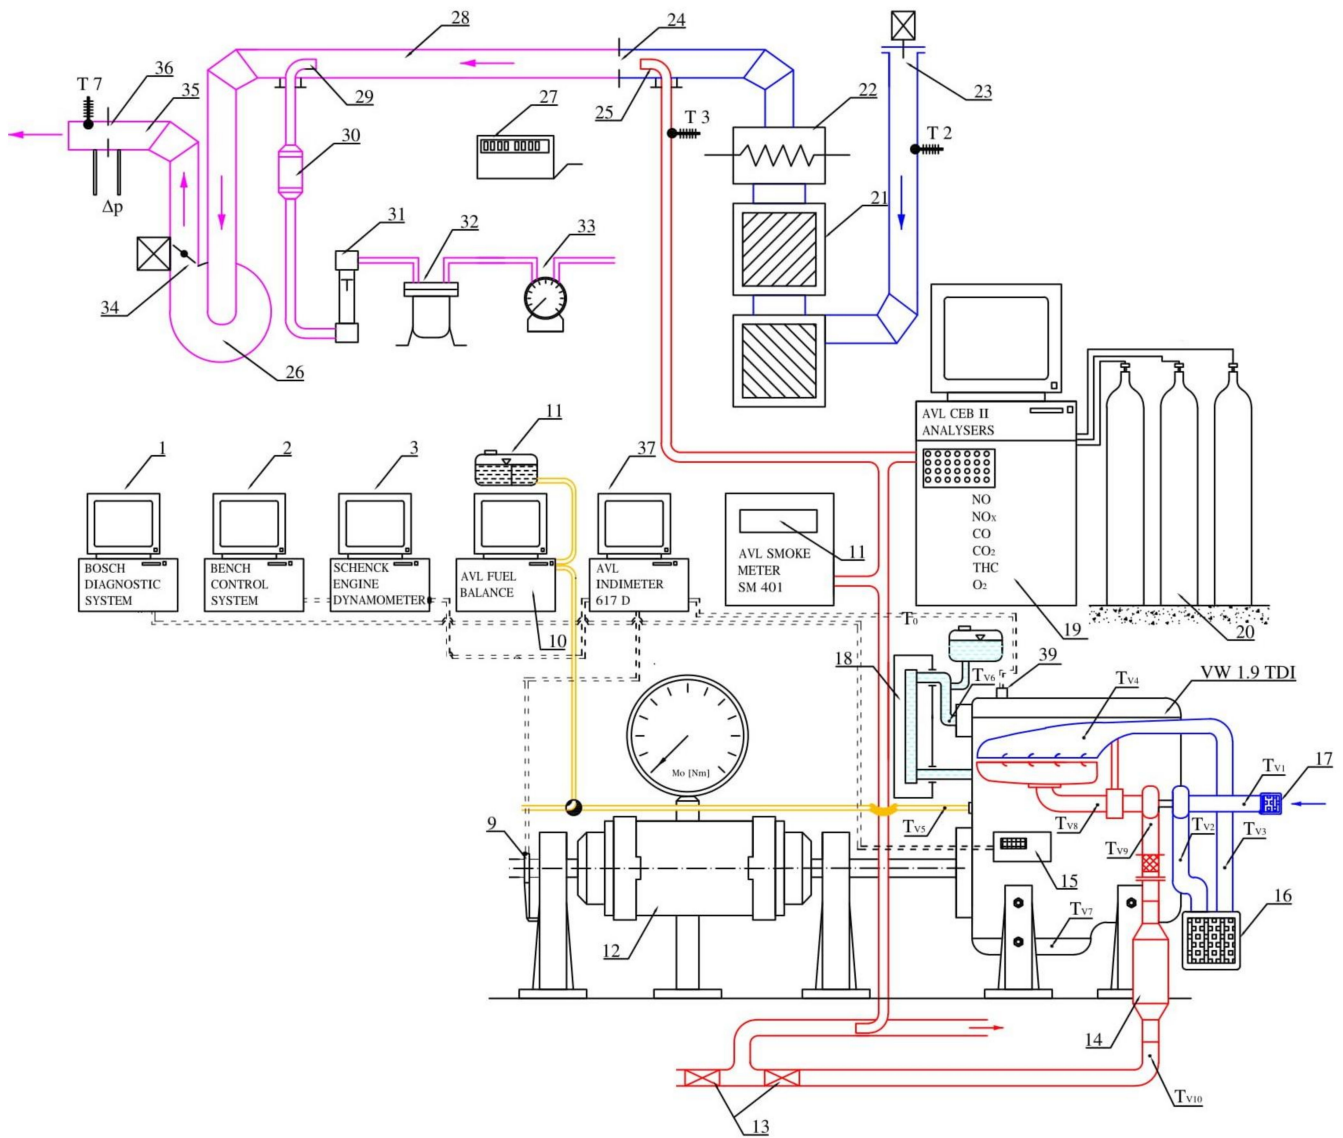 28
24
36
T 7
35
29
25
27
T 3
22
23
T 2
30
21
Δp
31
32
33
34
26
AVL CEB II
ANALYSERS
NO
NOX
CO
CO2
THC
O2
19
20
1
2
3
11
37
BOSCH
DIAGNOSTIC
SYSTEM
BENCH
CONTROL
SYSTEM
SCHENCK
ENGINE
DYNAMOMETER
AVL FUEL
BALANCE
AVL
INDIMETER
617 D
AVL SMOKE
METER
SM 401
11
10
T0
18
39
TV6
TV4
VW 1.9 TDI
Mo [Nm]
TV1
17
9
TV5
TV8
TV9
TV2
TV3
15
16
12
TV7
14
13
TV10